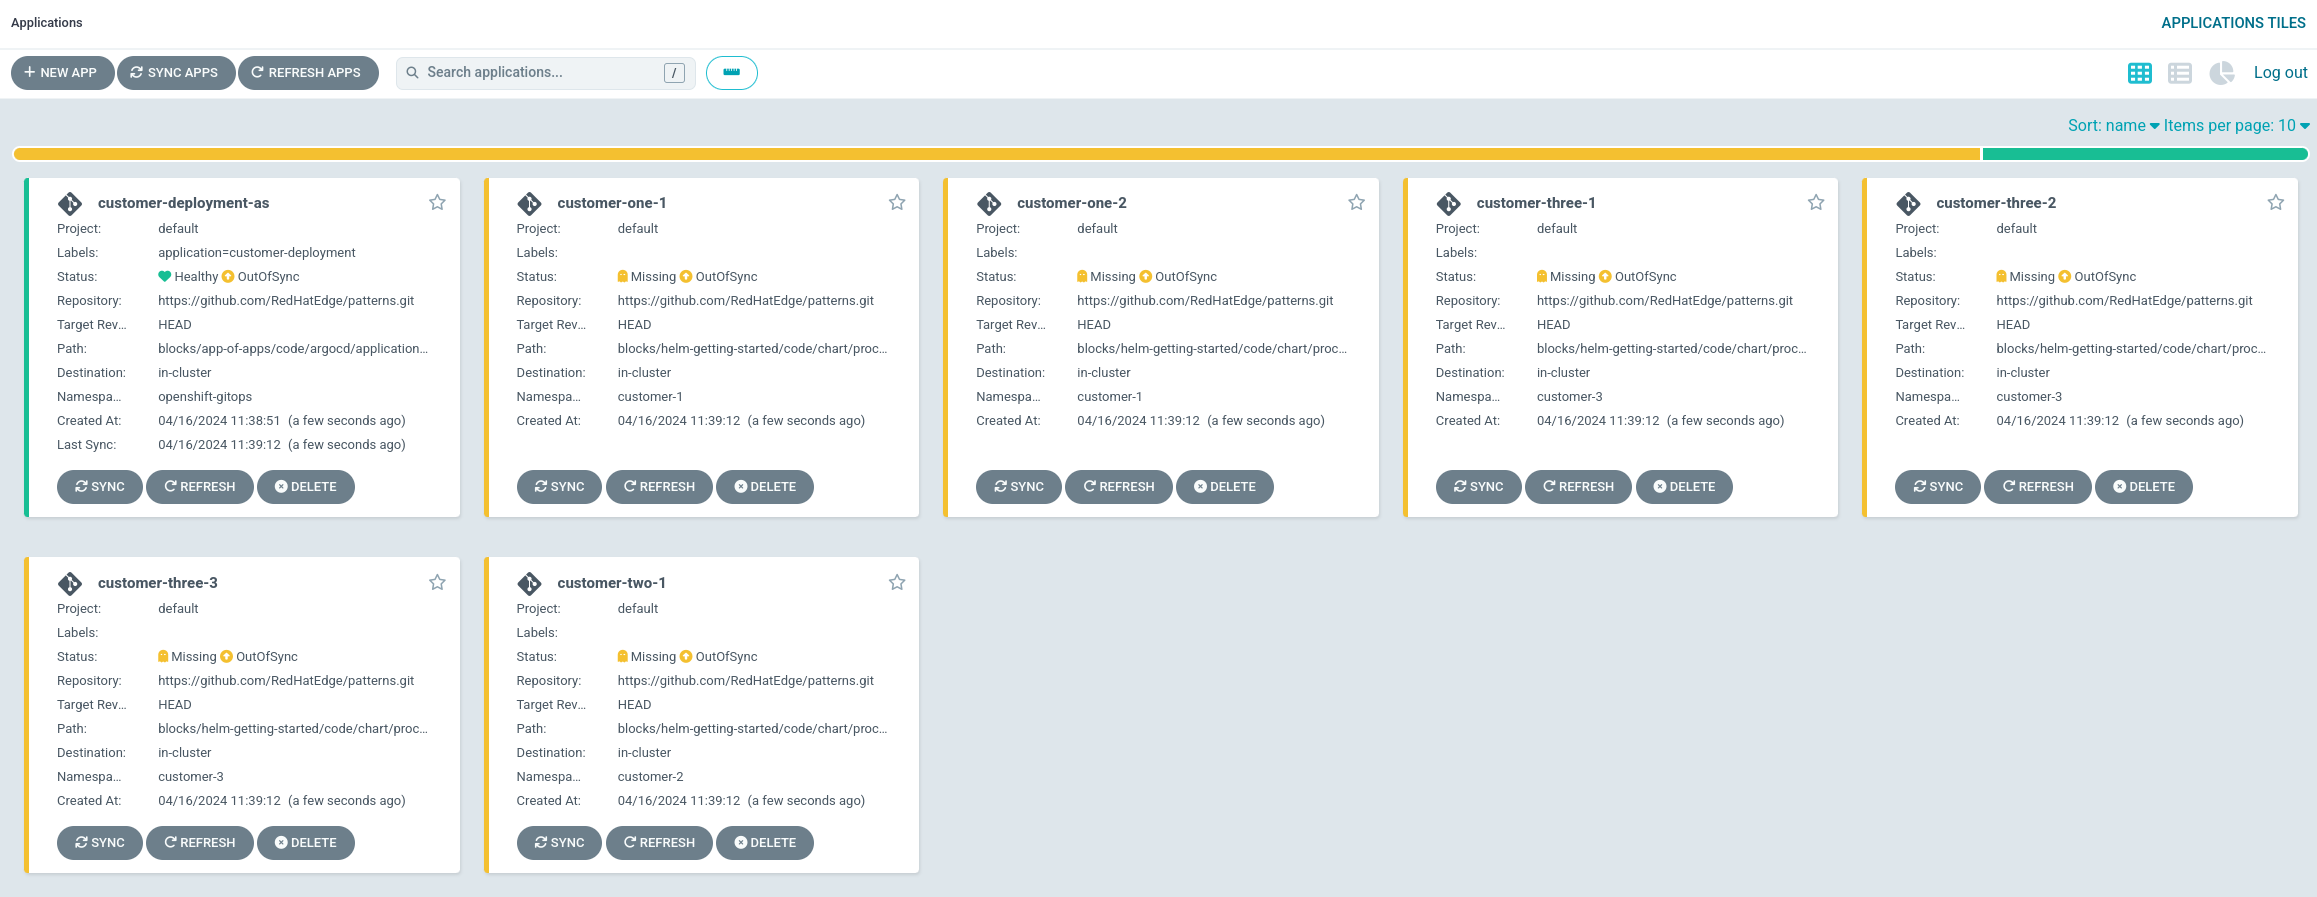 Applications
APPLICATIONS TILES
NEW APP SYNC APPS REFRESH APPS Search applications... / Log out
Sort: name Items per page: 10
customer-deployment-as
Project: default
Labels: application=customer-deployment
Status: Healthy OutOfSync
Repository: https://github.com/RedHatEdge/patterns.git
Target Rev... HEAD
Path: blocks/app-of-apps/code/argocd/application...
Destination: in-cluster
Namespa... openshift-gitops
Created At: 04/16/2024 11:38:51 (a few seconds ago)
Last Sync: 04/16/2024 11:39:12 (a few seconds ago)
SYNC REFRESH DELETE
customer-one-1
Project: default
Labels:
Status: Missing OutOfSync
Repository: https://github.com/RedHatEdge/patterns.git
Target Rev... HEAD
Path: blocks/helm-getting-started/code/chart/proc...
Destination: in-cluster
Namespa... customer-1
Created At: 04/16/2024 11:39:12 (a few seconds ago)
SYNC REFRESH DELETE
customer-one-2
Project: default
Labels:
Status: Missing OutOfSync
Repository: https://github.com/RedHatEdge/patterns.git
Target Rev... HEAD
Path: blocks/helm-getting-started/code/chart/proc...
Destination: in-cluster
Namespa... customer-1
Created At: 04/16/2024 11:39:12 (a few seconds ago)
SYNC REFRESH DELETE
customer-three-1
Project: default
Labels:
Status: Missing OutOfSync
Repository: https://github.com/RedHatEdge/patterns.git
Target Rev... HEAD
Path: blocks/helm-getting-started/code/chart/proc...
Destination: in-cluster
Namespa... customer-3
Created At: 04/16/2024 11:39:12 (a few seconds ago)
SYNC REFRESH DELETE
customer-three-2
Project: default
Labels:
Status: Missing OutOfSync
Repository: https://github.com/RedHatEdge/patterns.git
Target Rev... HEAD
Path: blocks/helm-getting-started/code/chart/proc...
Destination: in-cluster
Namespa... customer-3
Created At: 04/16/2024 11:39:12 (a few seconds ago)
SYNC REFRESH DELETE
customer-three-3
Project: default
Labels:
Status: Missing OutOfSync
Repository: https://github.com/RedHatEdge/patterns.git
Target Rev... HEAD
Path: blocks/helm-getting-started/code/chart/proc...
Destination: in-cluster
Namespa... customer-3
Created At: 04/16/2024 11:39:12 (a few seconds ago)
SYNC REFRESH DELETE
customer-two-1
Project: default
Labels:
Status: Missing OutOfSync
Repository: https://github.com/RedHatEdge/patterns.git
Target Rev... HEAD
Path: blocks/helm-getting-started/code/chart/proc...
Destination: in-cluster
Namespa... customer-2
Created At: 04/16/2024 11:39:12 (a few seconds ago)
SYNC REFRESH DELETE